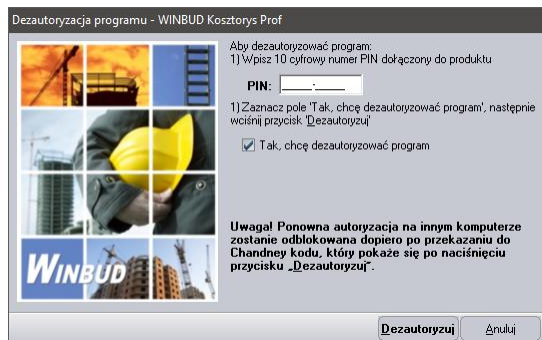 Dezautoryzacja programu - WINBUD Kosztorys Prof
Aby dezautoryzować program:
1) Wpisz 10 cyfrowy numer PIN dołączony do produktu
PIN: _____-_____
1) Zaznacz pole 'Tak, chcę dezautoryzować program', następnie
wciśnij przycisk 'Dezautoryzuj'
Tak, chcę dezautoryzować program
Uwaga! Ponowna autoryzacja na innym komputerze
zostanie odblokowana dopiero po przekazaniu do
Chandney kodu, który pokaże się po naciśnięciu
przycisku „Dezautoryzuj”.
WINBUD
Dezautoryzuj
Anuluj